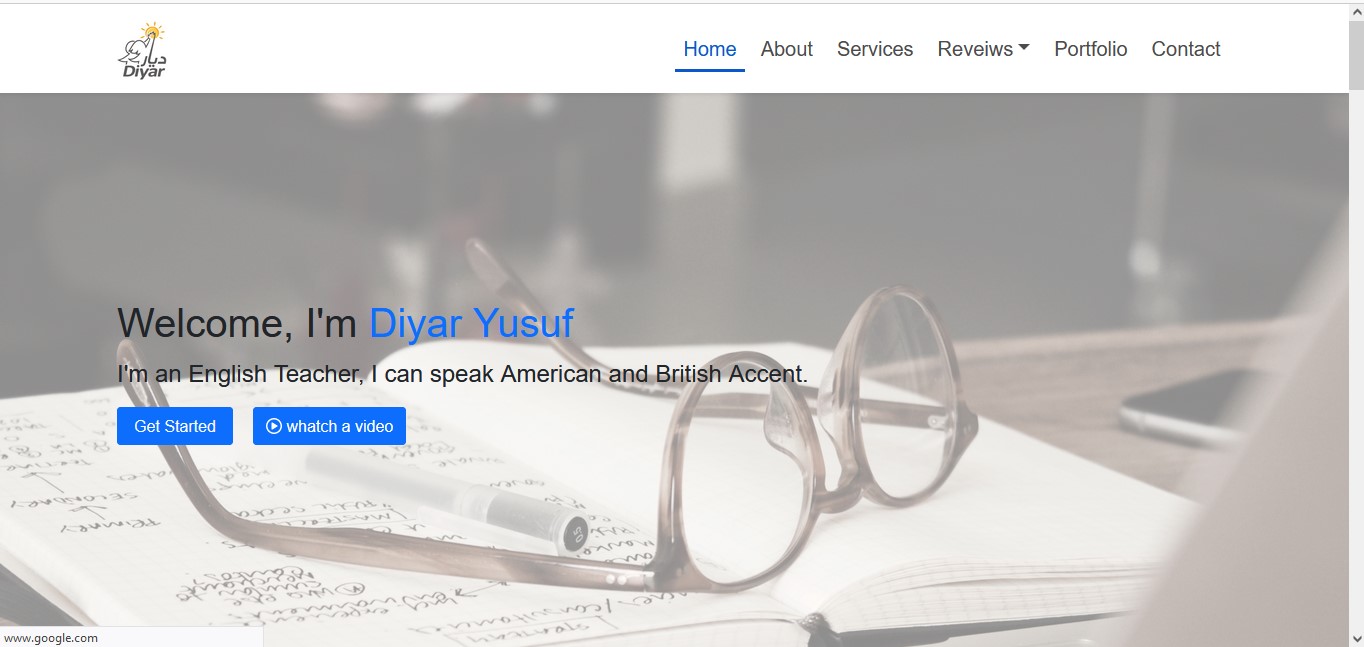 ديار
Diyar
Home About Services Reveiws Portfolio Contact
Welcome, I'm Diyar Yusuf
I'm an English Teacher, I can speak American and British Accent.
Get Started whatch a video
05
www.google.com